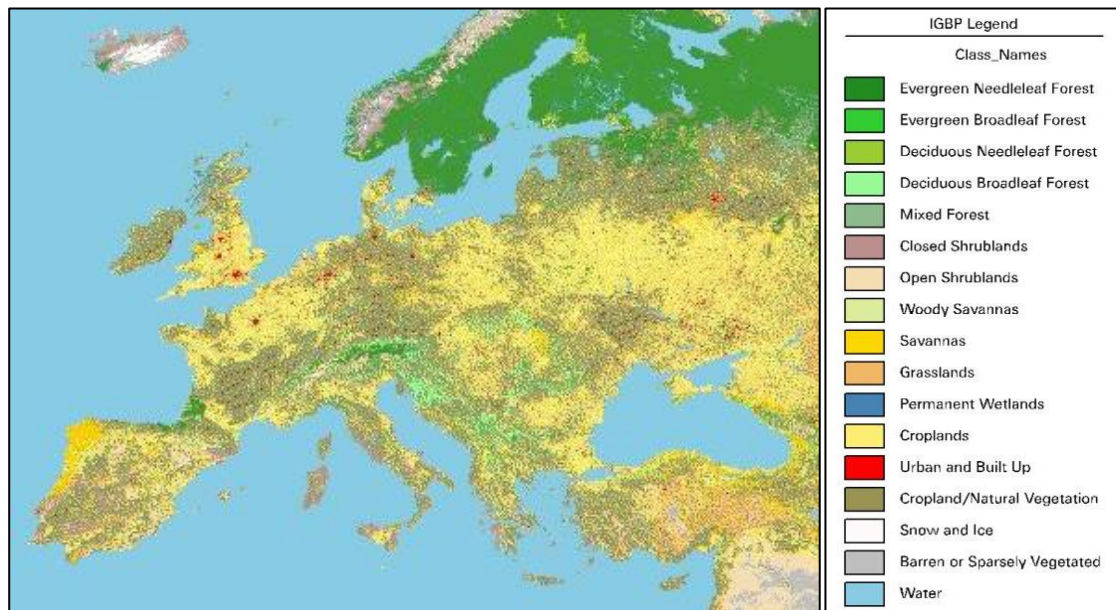 IGBP Legend
Class_Names
Evergreen Needleleaf Forest
Evergreen Broadleaf Forest
Deciduous Needleleaf Forest
Deciduous Broadleaf Forest
Mixed Forest
Closed Shrublands
Open Shrublands
Woody Savannas
Savannas
Grasslands
Permanent Wetlands
Croplands
Urban and Built Up
Cropland/Natural Vegetation
Snow and Ice
Barren or Sparsely Vegetated
Water